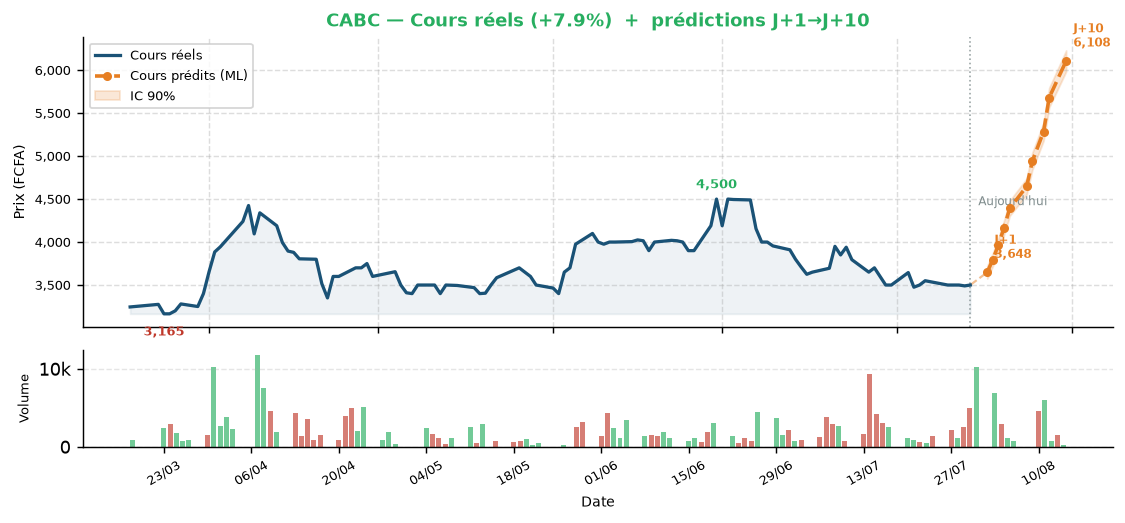 CABC — Cours réels (+7.9%)  +  prédictions J+1→J+10
J+10
6,108
Cours réels
Cours prédits (ML)
IC 90%
6,000
5,500
5,000
4,500
4,000
3,500
Prix (FCFA)
4,500
Aujourd'hui
J+1
3,648
3,165
10k
0
Volume
23/03
06/04
20/04
04/05
18/05
01/06
15/06
29/06
13/07
27/07
10/08
Date